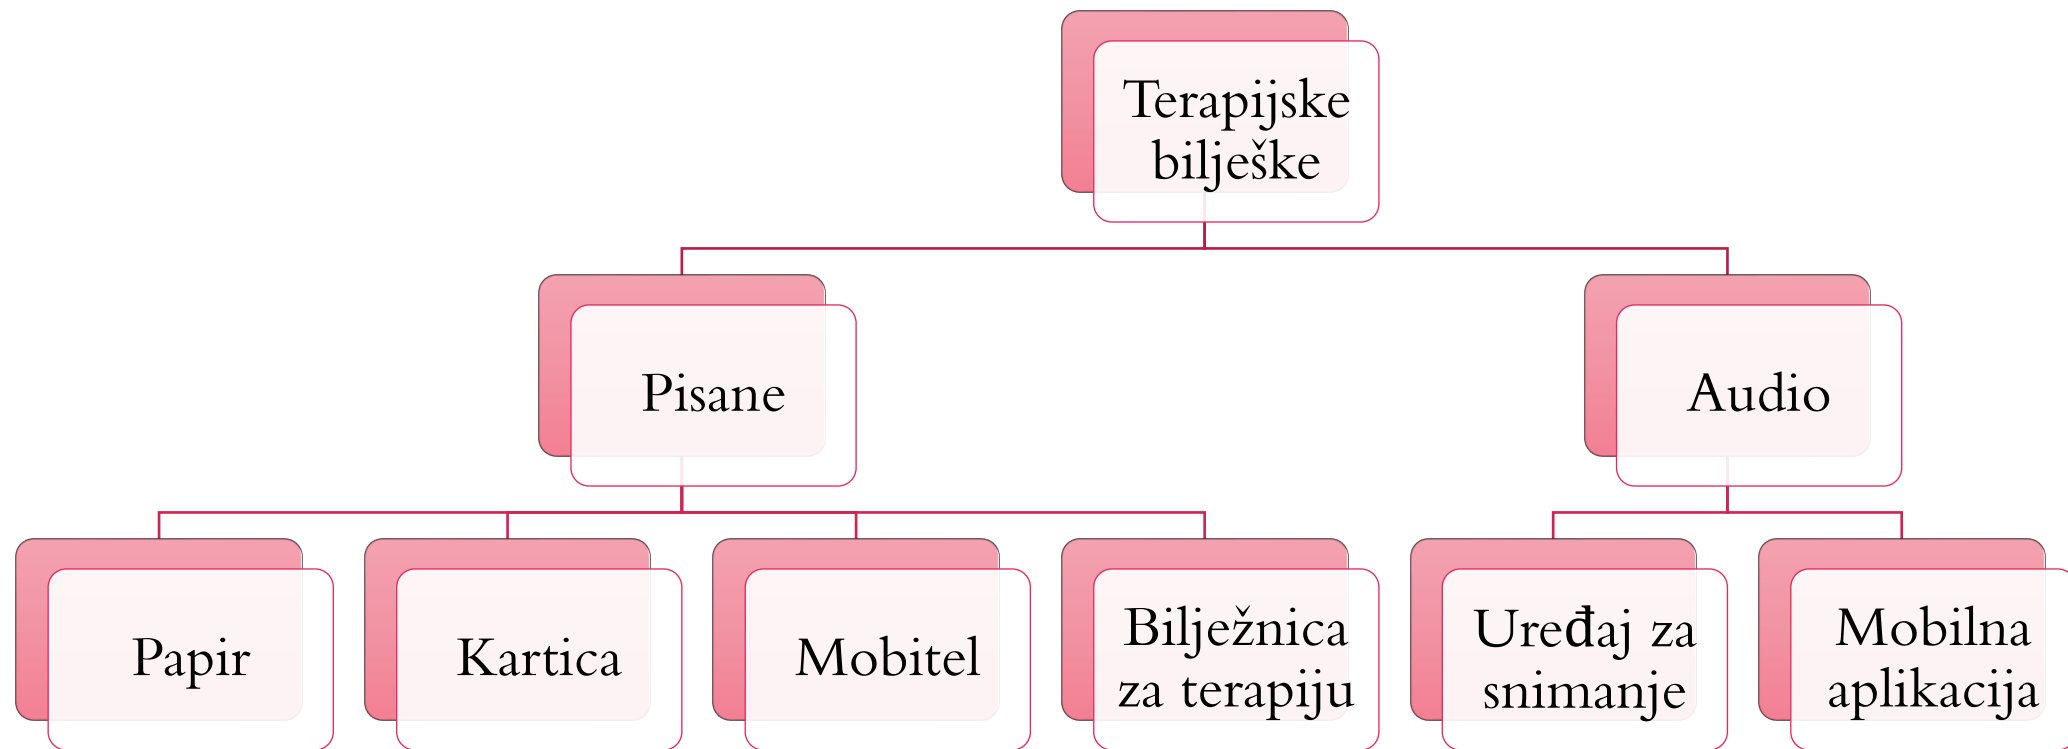 Terapijske
bilješke
Pisane
Audio
Papir
Kartica
Mobitel
Bilježnica
za terapiju
Uređaj za
snimanje
Mobilna
aplikacija